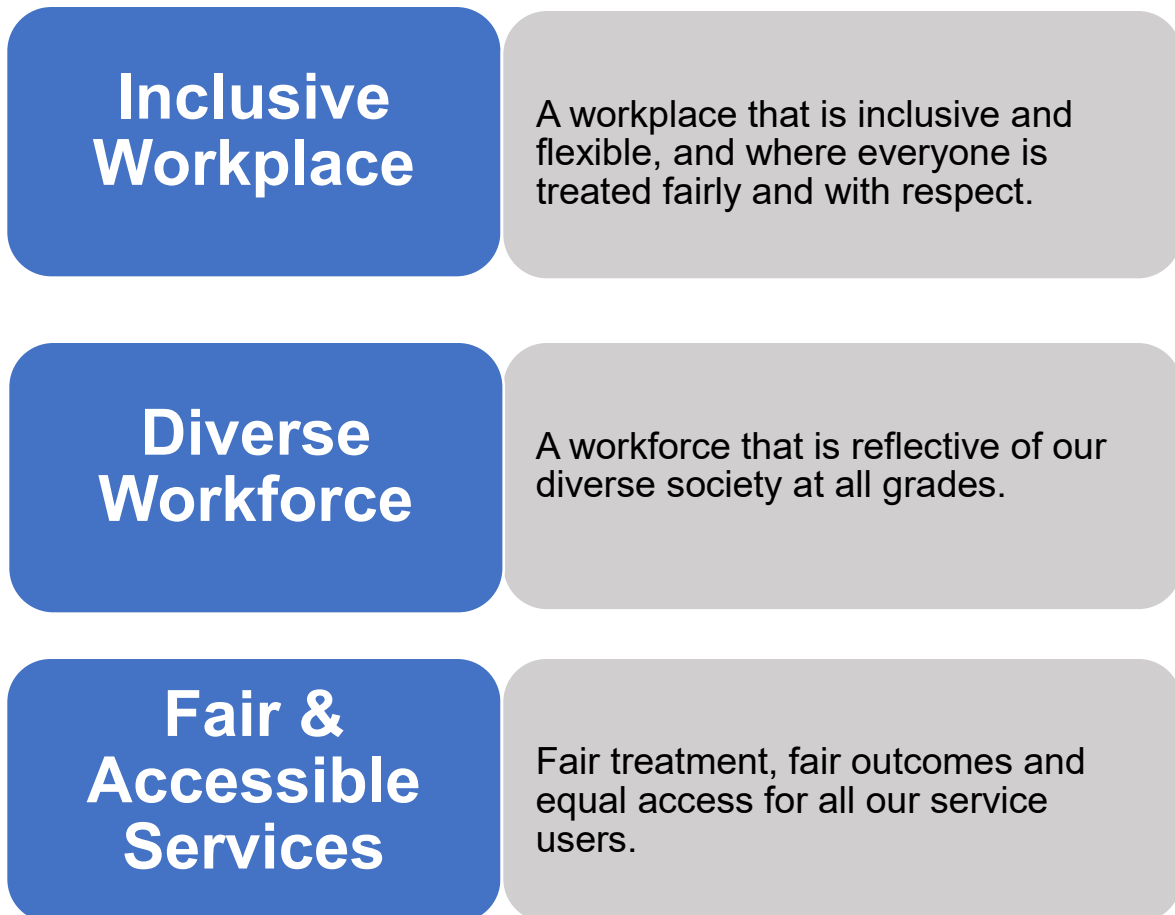 Inclusive
Workplace
A workplace that is inclusive and
flexible, and where everyone is
treated fairly and with respect.
Diverse
Workforce
A workforce that is reflective of our
diverse society at all grades.
Fair &
Accessible
Services
Fair treatment, fair outcomes and
equal access for all our service
users.